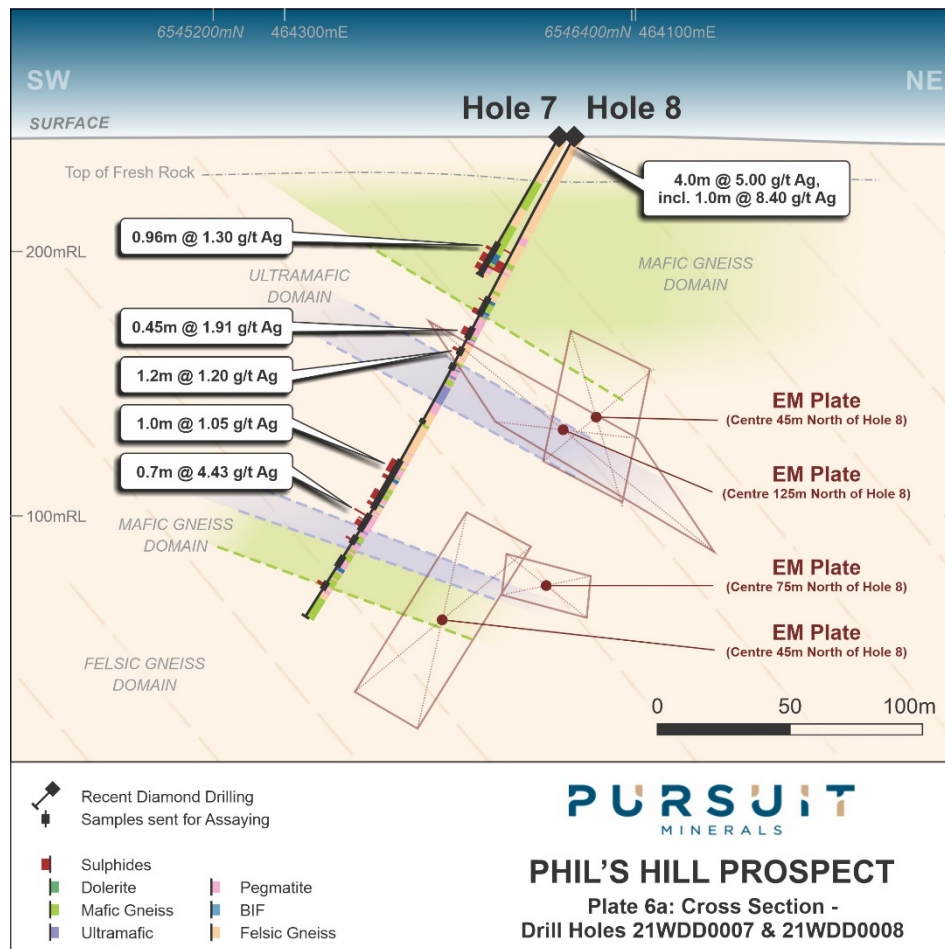 6545200mN 464300mE 6546400mN 464100mE
SW NE
Hole 7 Hole 8
SURFACE
Top of Fresh Rock
4.0m @ 5.00 g/t Ag,
incl. 1.0m @ 8.40 g/t Ag
0.96m @ 1.30 g/t Ag
200mRL
ULTRAMAFIC
DOMAIN
MAFIC GNEISS
DOMAIN
0.45m @ 1.91 g/t Ag
1.2m @ 1.20 g/t Ag
1.0m @ 1.05 g/t Ag
0.7m @ 4.43 g/t Ag
EM Plate
(Centre 45m North of Hole 8)
EM Plate
(Centre 125m North of Hole 8)
100mRL
MAFIC GNEISS
DOMAIN
EM Plate
(Centre 75m North of Hole 8)
EM Plate
(Centre 45m North of Hole 8)
FELSIC GNEISS
DOMAIN
0 50 100m
Recent Diamond Drilling
Samples sent for Assaying
Sulphides
Dolerite
Mafic Gneiss
Ultramafic
Pegmatite
BIF
Felsic Gneiss
PURSUIT
MINERALS
PHIL'S HILL PROSPECT
Plate 6a: Cross Section -
Drill Holes 21WDD0007 & 21WDD0008